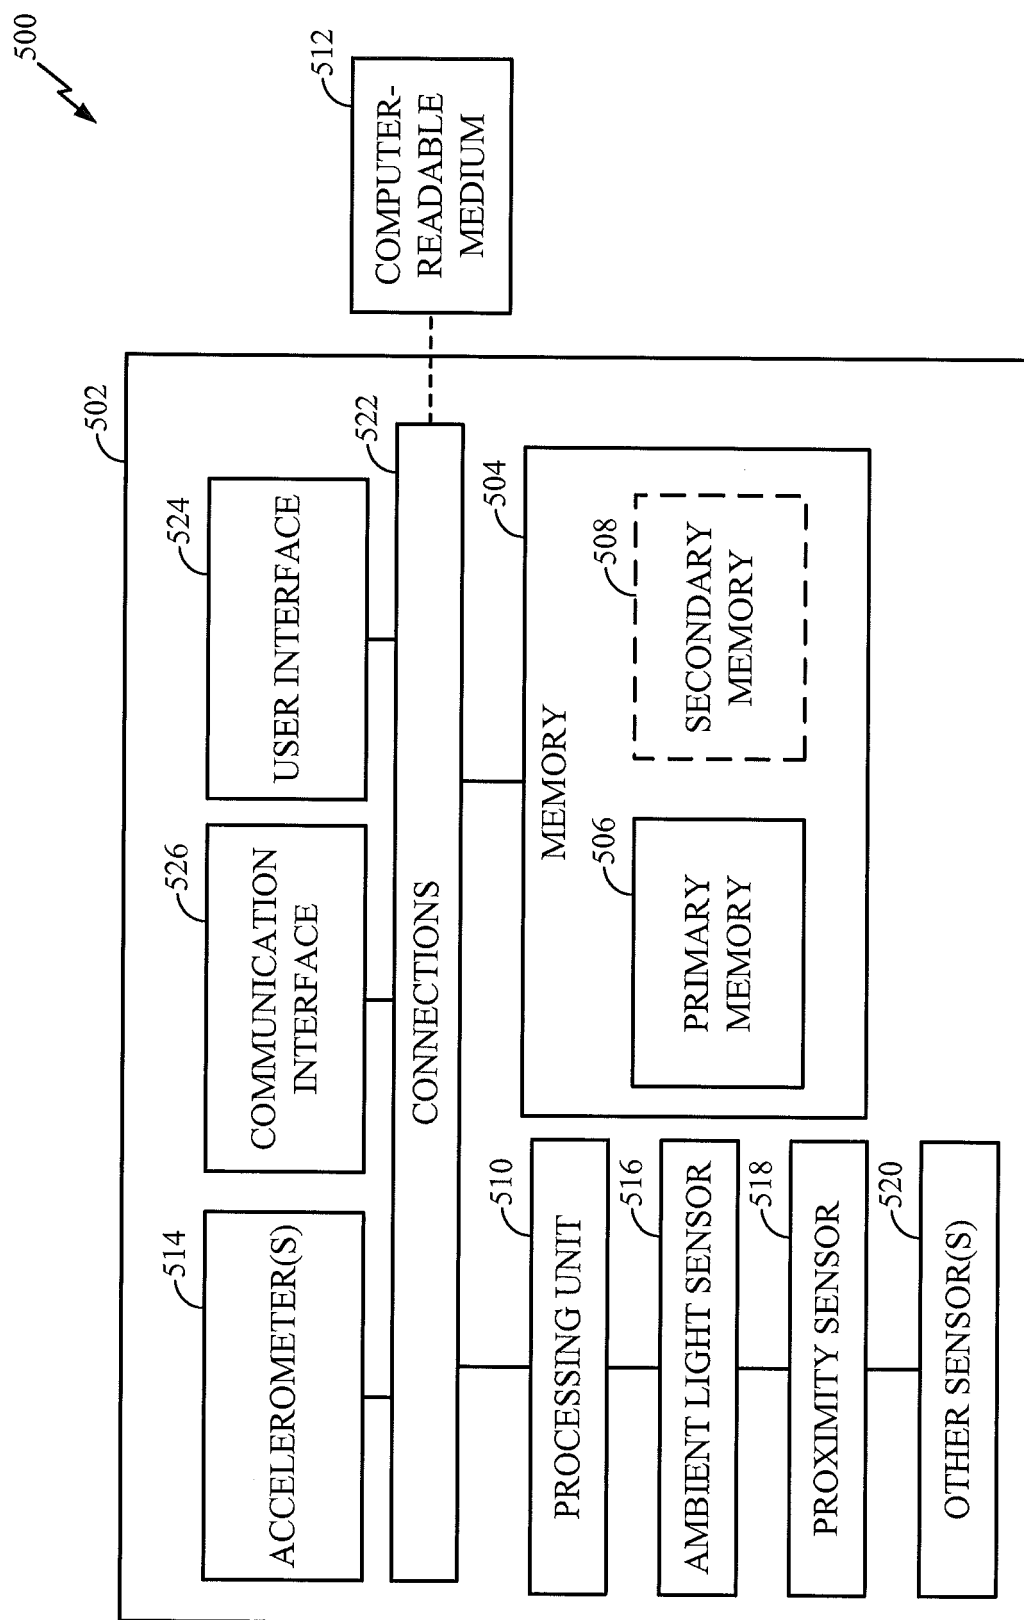 500
502
514
ACCELEROMETER(S)
526
COMMUNICATION
INTERFACE
524
USER INTERFACE
522
CONNECTIONS
512
COMPUTER-
READABLE
MEDIUM
510
PROCESSING UNIT
516
AMBIENT LIGHT SENSOR
518
PROXIMITY SENSOR
520
OTHER SENSOR(S)
504
MEMORY
506
PRIMARY
MEMORY
508
SECONDARY
MEMORY